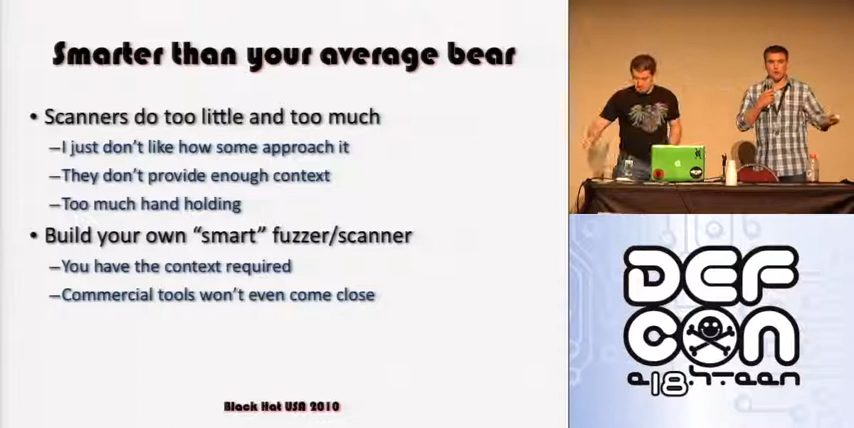 Smarter than your average bear
• Scanners do too little and too much
–I just don't like how some approach it
–They don't provide enough context
–Too much hand holding
• Build your own “smart” fuzzer/scanner
–You have the context required
–Commercial tools won't even come close
Black Hat USA 2010
DEF
CON
e18h-teen